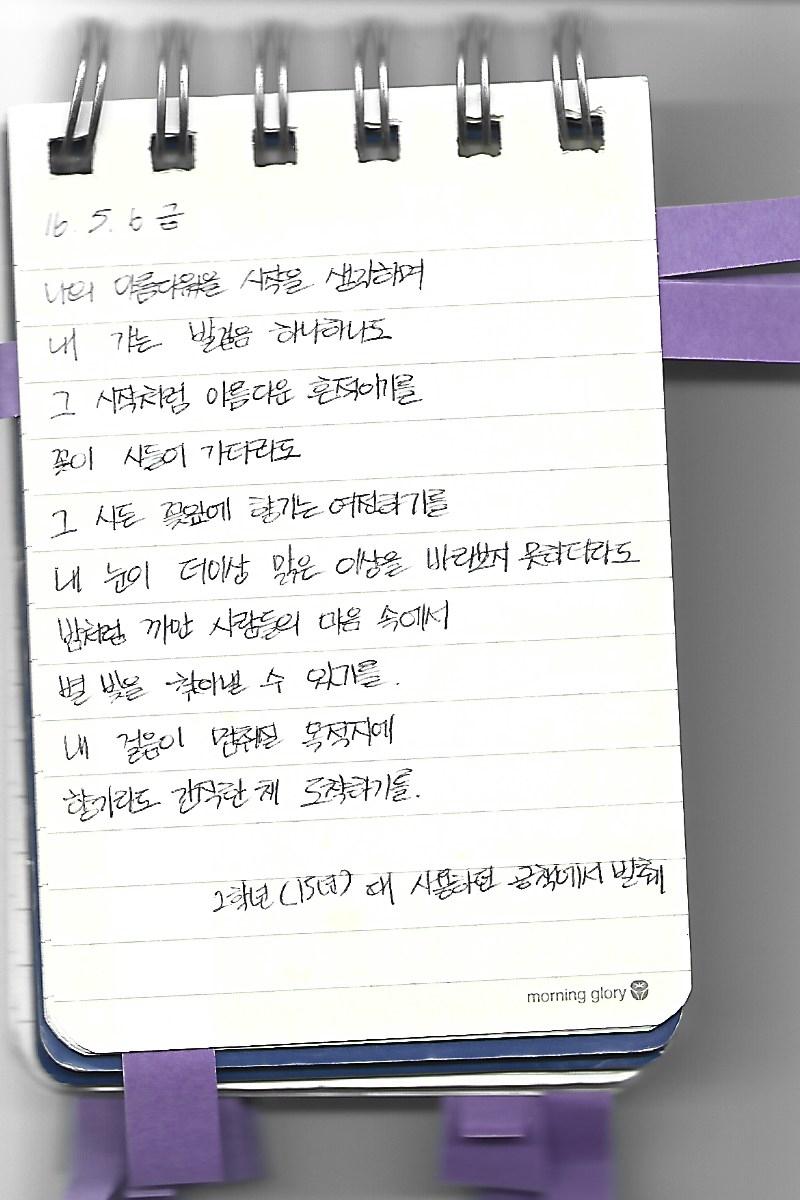 16. 5. 6 금
나의 아름다웠을 시작을 생각하며
내 가는 발걸음 하나하나도
그 시작처럼 아름다운 흔적이기를
꽃이 시들어 가더라도
그 시든 꽃잎에 향기는 여전하기를
내 눈이 더이상 맑은 이상을 바라보지 못하더라도
밤처럼 까만 사람들의 마음 속에서
별 빛을 찾아낼 수 있기를.
내 걸음이 멈춰질 목적지에
향기라도 간직한 채 도착하기를.
2학년(15년) 때 사용하던 공책에서 발췌
morning glory